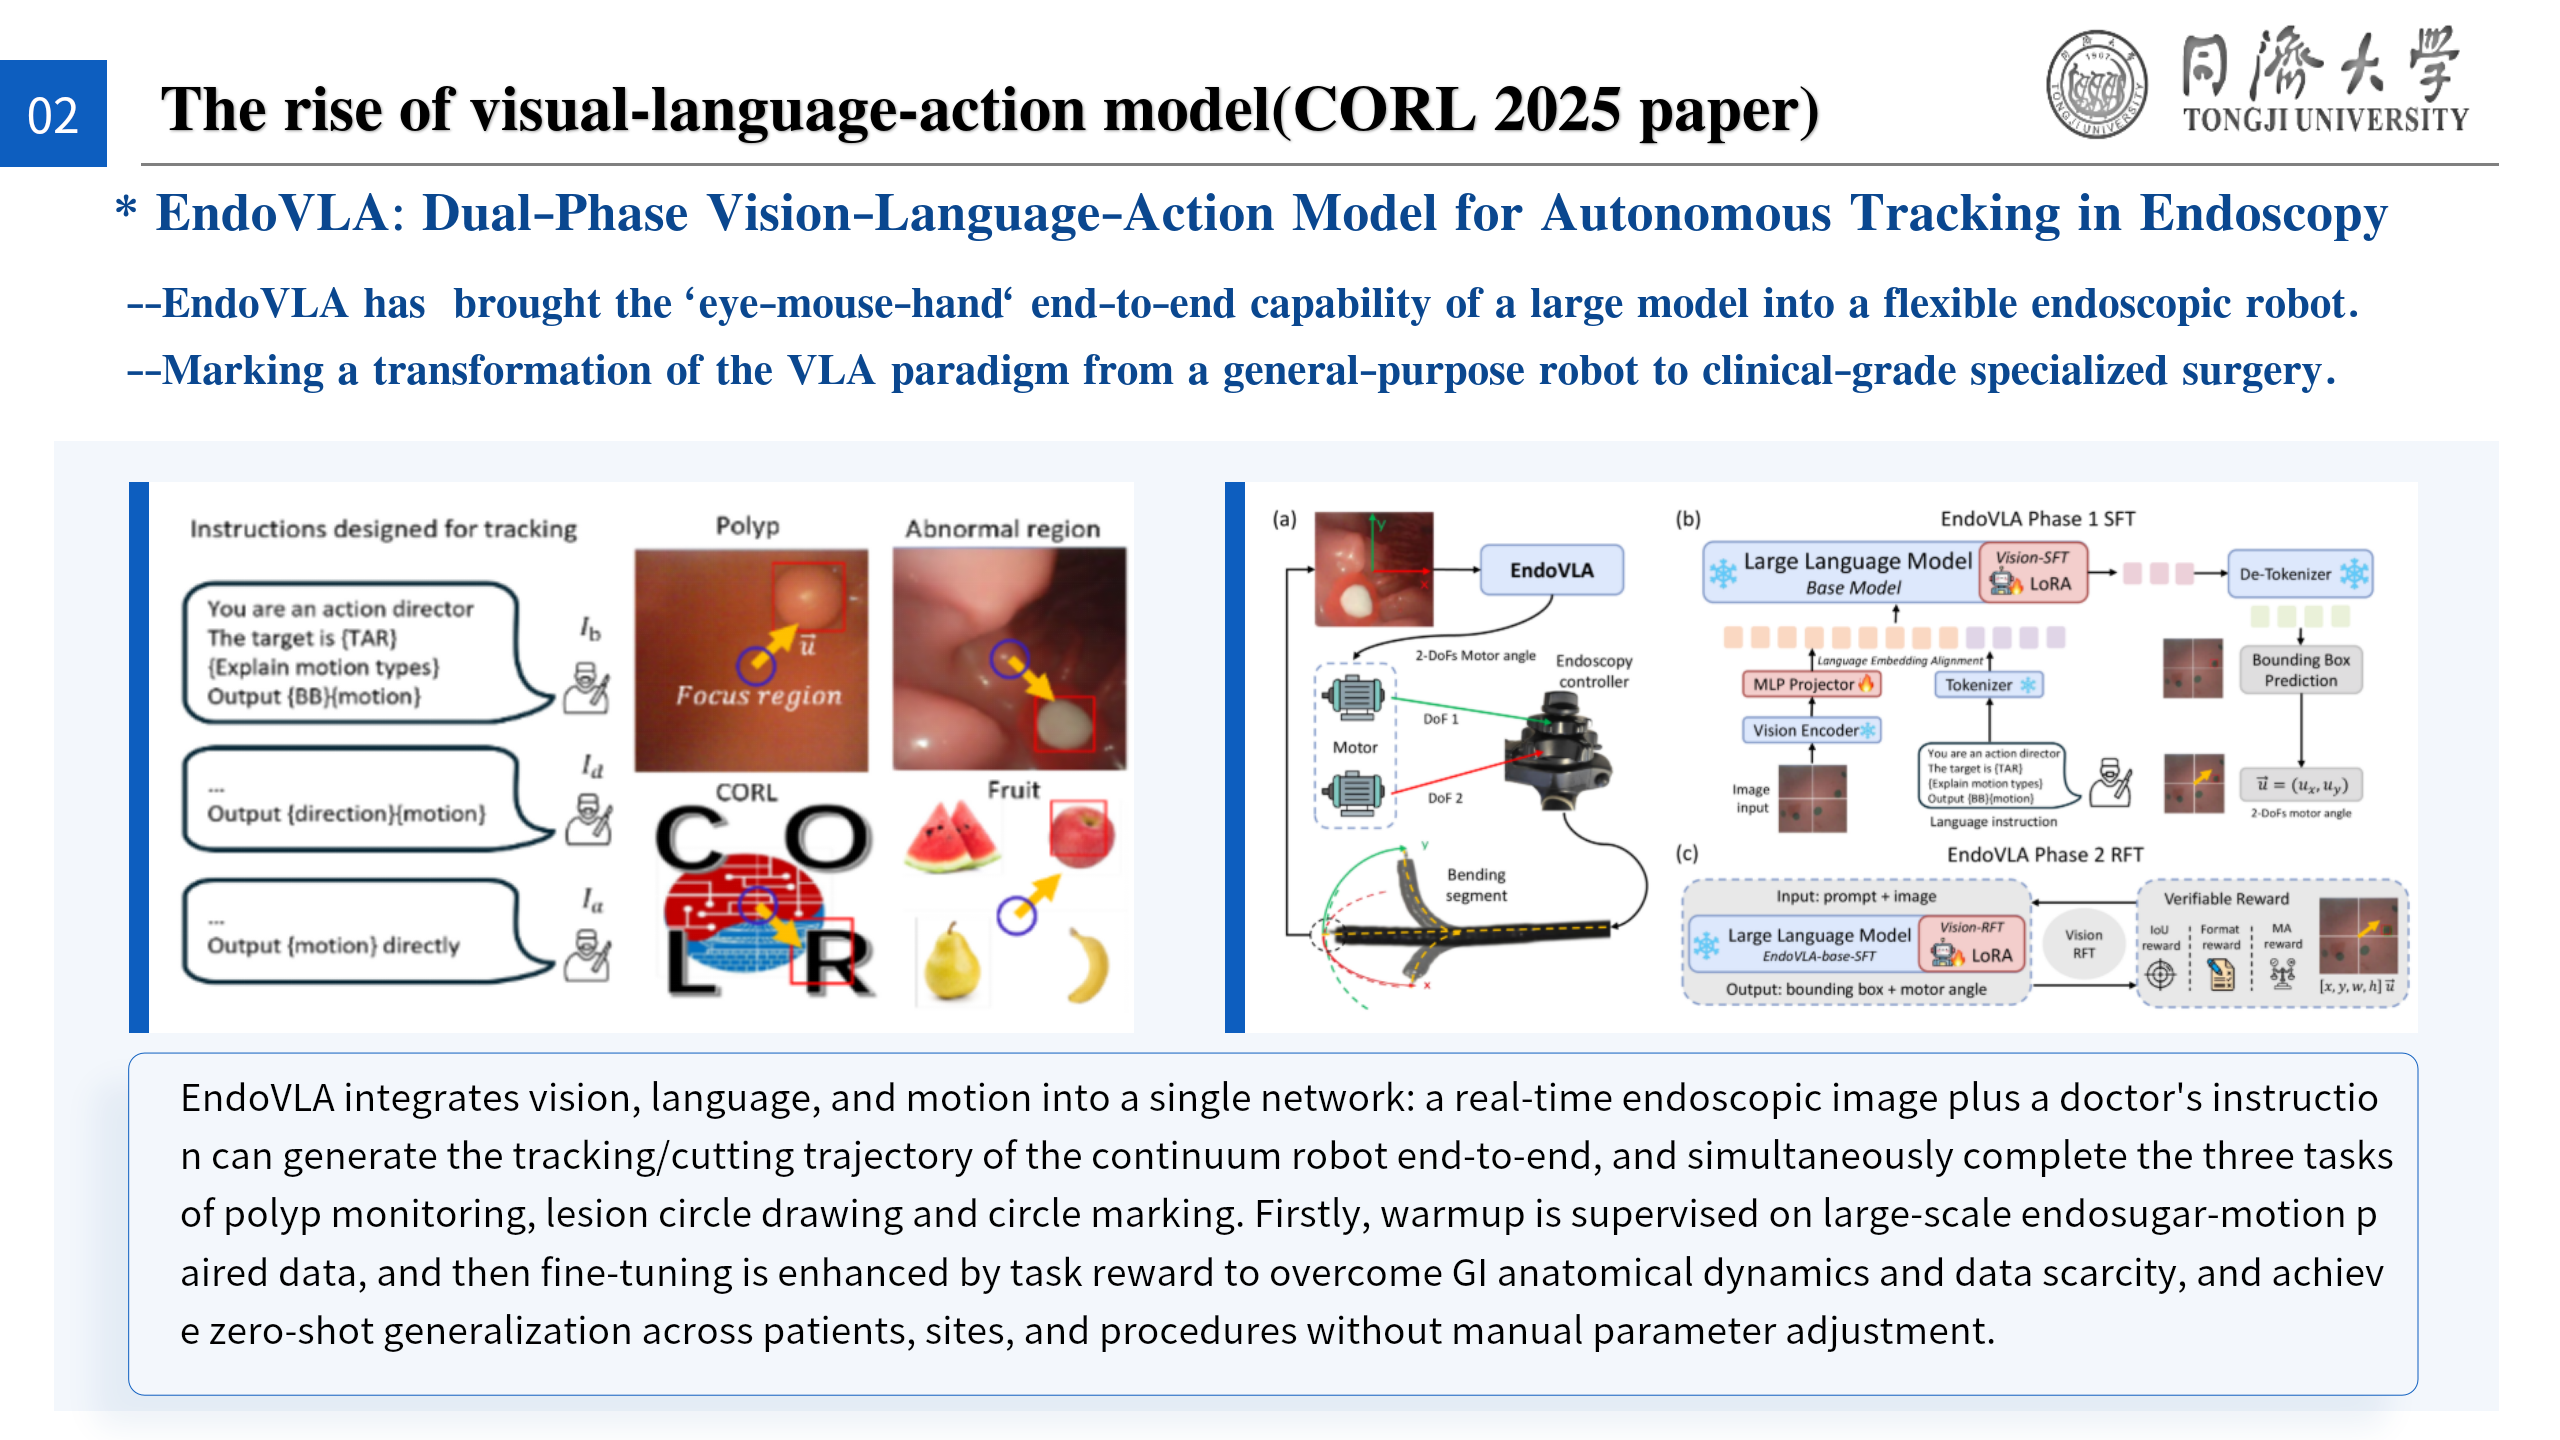 02
The rise of visual-language-action model(CORL 2025 paper)
同濟大学
TONGJI UNIVERSITY
1907
TONGJI UNIVERSITY
* EndoVLA: Dual-Phase Vision-Language-Action Model for Autonomous Tracking in Endoscopy
--EndoVLA has  brought the ‘eye-mouse-hand‘ end-to-end capability of a large model into a flexible endoscopic robot.
--Marking a transformation of the VLA paradigm from a general-purpose robot to clinical-grade specialized surgery.
Instructions designed for tracking
You are an action director
The target is {TAR}
{Explain motion types}
Output {BB}{motion}
I_b
...
Output {direction}{motion}
I_d
...
Output {motion} directly
I_a
Polyp
u⃗
Focus region
Abnormal region
CORL
C O
L R
Fruit
(a)
y
x
EndoVLA
2-DoFs Motor angle
Endoscopy
controller
DoF 1
Motor
DoF 2
y
Bending
segment
x
(b)
EndoVLA Phase 1 SFT
Large Language Model
Base Model
Vision-SFT
LoRA
De-Tokenizer
Language Embedding Alignment
MLP Projector
Tokenizer
Vision Encoder
Image
input
You are an action director
The target is {TAR}
{Explain motion types}
Output {BB}{motion}
Language instruction
Bounding Box
Prediction
u⃗ = (u_x, u_y)
2-DoFs motor angle
(c)
EndoVLA Phase 2 RFT
Input: prompt + image
Large Language Model
EndoVLA-base-SFT
Vision-RFT
LoRA
Output: bounding box + motor angle
Vision
RFT
Verifiable Reward
IoU
reward
Format
reward
MA
reward
[x, y, w, h] u⃗
EndoVLA integrates vision, language, and motion into a single network: a real-time endoscopic image plus a doctor's instructio
n can generate the tracking/cutting trajectory of the continuum robot end-to-end, and simultaneously complete the three tasks
of polyp monitoring, lesion circle drawing and circle marking. Firstly, warmup is supervised on large-scale endosugar-motion p
aired data, and then fine-tuning is enhanced by task reward to overcome GI anatomical dynamics and data scarcity, and achiev
e zero-shot generalization across patients, sites, and procedures without manual parameter adjustment.